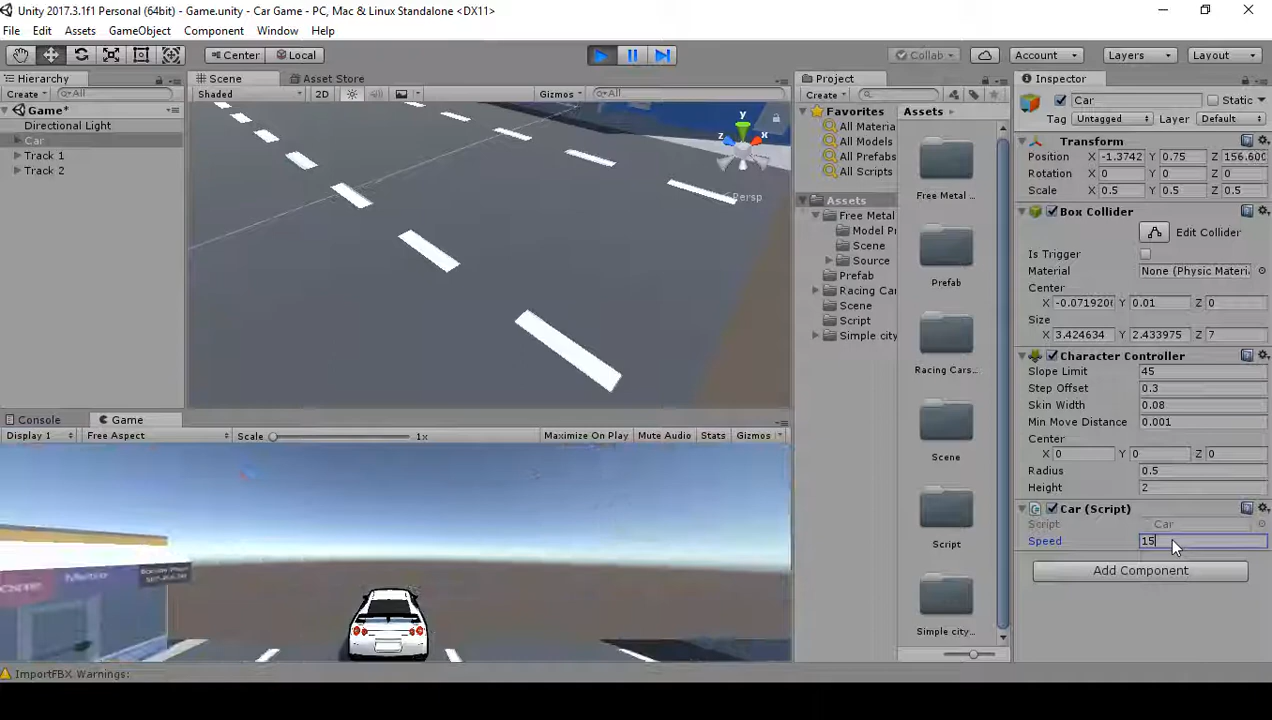 Unity 2017.3.1f1 Personal (64bit) - Game.unity - Car Game - PC, Mac & Linux Standalone <DX11>
File Edit Assets GameObject Component Window Help
Center Local Collab Account Layers Layout
Hierarchy
Create All
Game*
Directional Light
Car
Track 1
Track 2
Scene Asset Store
Shaded 2D Gizmos All
y
z x
Persp
Console Game
Display 1 Free Aspect Scale 1x Maximize On Play Mute Audio Stats Gizmos
Project
Create
Favorites
All Materia
All Models
All Prefabs
All Scripts
Assets
Free Metal
Model Pr
Scene
Source
Prefab
Racing Car
Scene
Script
Simple city
Assets
Free Metal ...
Prefab
Racing Cars...
Scene
Script
Simple city...
Inspector
Car Static
Tag Untagged Layer Default
Transform
Position X -1.3742 Y 0.75 Z 156.600
Rotation X 0 Y 0 Z 0
Scale X 0.5 Y 0.5 Z 0.5
Box Collider
Edit Collider
Is Trigger
Material None (Physic Materi
Center
X -0.071920 Y 0.01 Z 0
Size
X 3.424634 Y 2.433975 Z 7
Character Controller
Slope Limit 45
Step Offset 0.3
Skin Width 0.08
Min Move Distance 0.001
Center
X 0 Y 0 Z 0
Radius 0.5
Height 2
Car (Script)
Script Car
Speed 15
Add Component
ImportFBX Warnings: